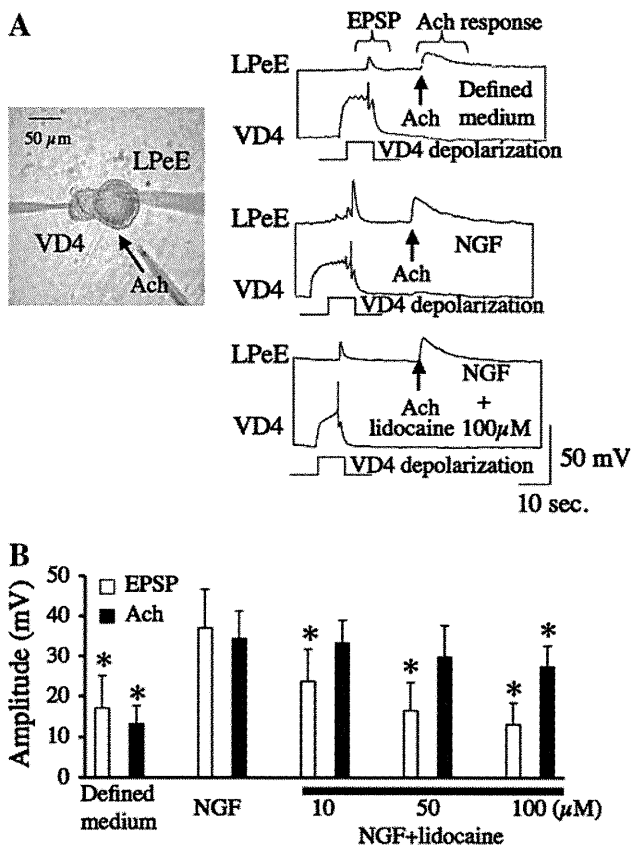 A
EPSP
Ach response
LPeE
Ach
Defined
medium
VD4
VD4 depolarization
50 µm
LPeE
VD4
Ach
LPeE
Ach
NGF
VD4
VD4 depolarization
LPeE
Ach
NGF
+
lidocaine 100µM
VD4
VD4 depolarization
50 mV
10 sec.
B
Amplitude (mV)
50
40
30
20
10
0
EPSP
Ach
* * * * * *
Defined
medium
NGF
10
50
100 (µM)
NGF+lidocaine